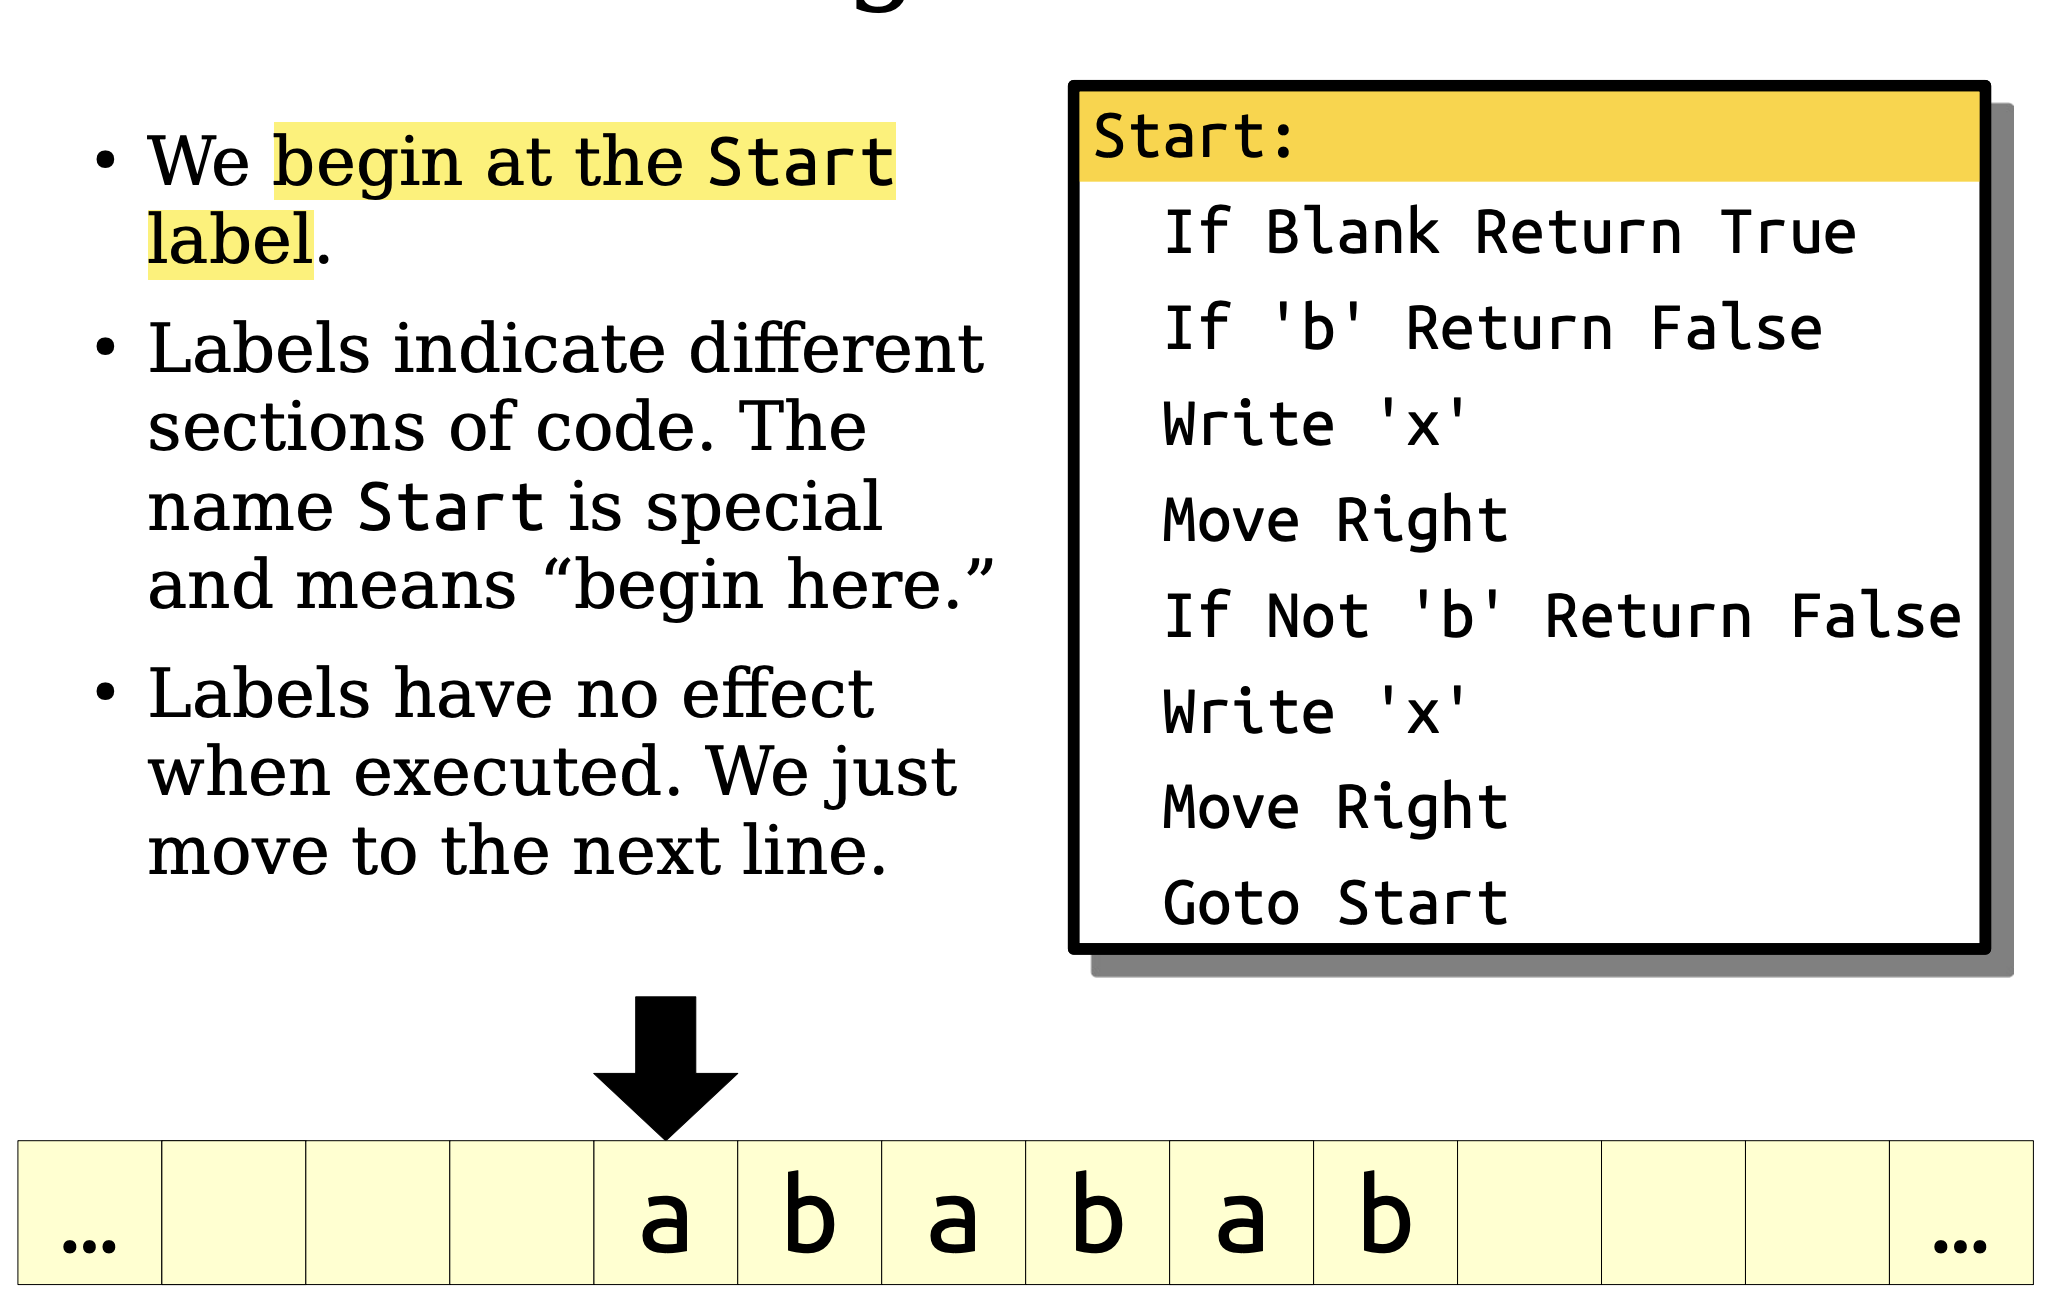 • We begin at the Start
label.
• Labels indicate different
sections of code. The
name Start is special
and means “begin here.”
• Labels have no effect
when executed. We just
move to the next line.
Start:
If Blank Return True
If 'b' Return False
Write 'x'
Move Right
If Not 'b' Return False
Write 'x'
Move Right
Goto Start
… a b a b a b …